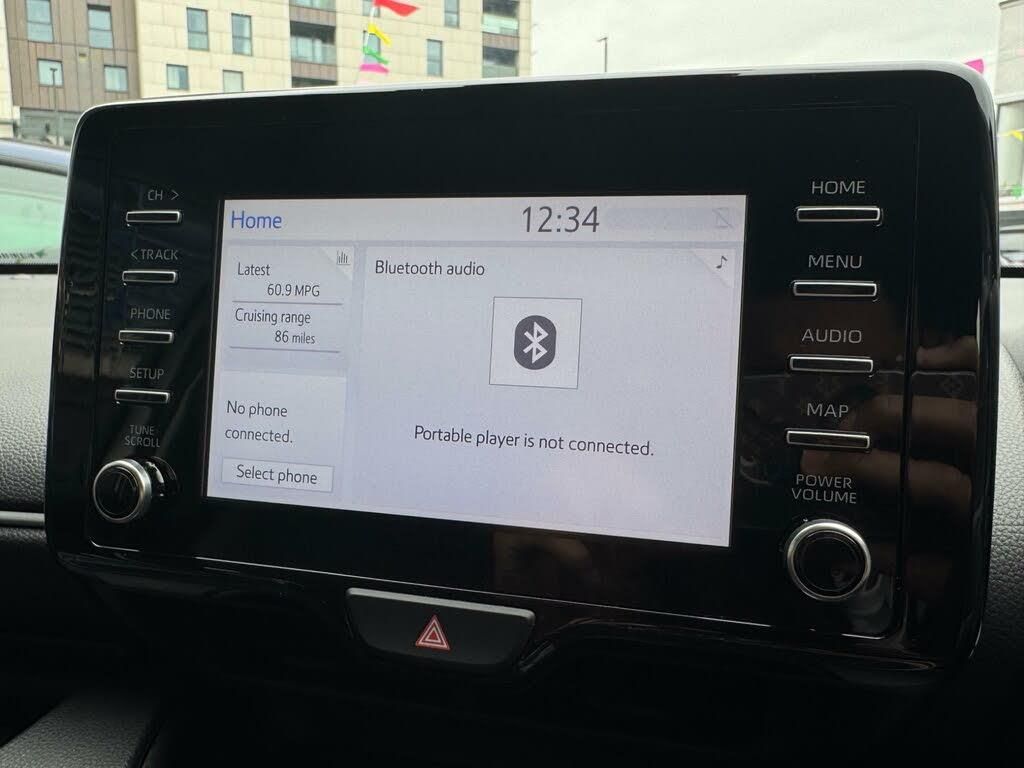 CH >
< TRACK
PHONE
SETUP
TUNE
SCROLL
Home
12:34
Latest
60.9 MPG
Cruising range
86 miles
No phone
connected.
Select phone
Bluetooth audio
Portable player is not connected.
HOME
MENU
AUDIO
MAP
POWER
VOLUME